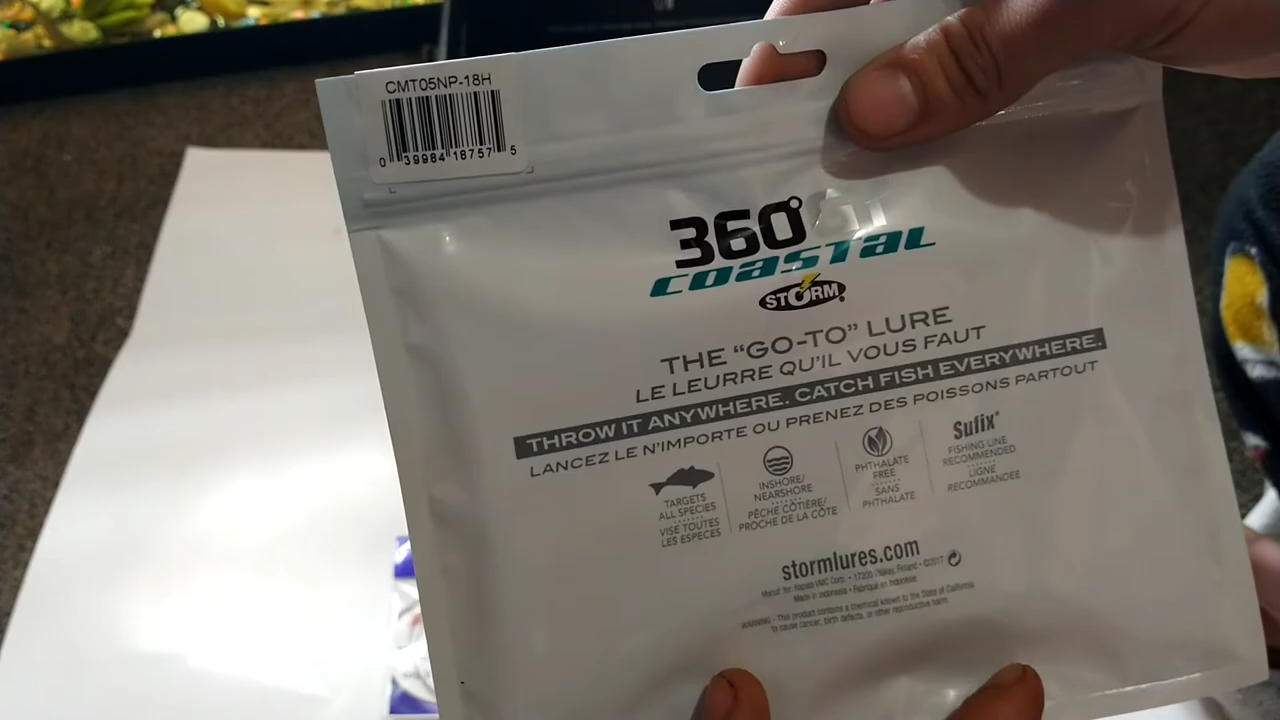 CMT05NP-18H
0 39984 18757 5
360°
COASTAL
STORM®
THE "GO-TO" LURE
LE LEURRE QU'IL VOUS FAUT
THROW IT ANYWHERE. CATCH FISH EVERYWHERE.
LANCEZ LE N'IMPORTE OU PRENEZ DES POISSONS PARTOUT
TARGETS
ALL SPECIES
VISE TOUTES
LES ESPECES
INSHORE/
NEARSHORE
PÊCHE CÔTIÈRE/
PROCHE DE LA CÔTE
PHTHALATE
FREE
SANS
PHTHALATE
Sufix®
FISHING LINE
RECOMMENDED
LIGNE
RECOMMANDEE
stormlures.com
Manuf. for: Rapala VMC Corp. • 17200 Finland • ©2017
Made in Indonesia • Fabriqué en Indonésie
WARNING - This product contains a chemical known to the State of California
to cause cancer, birth defects, or other reproductive harm.